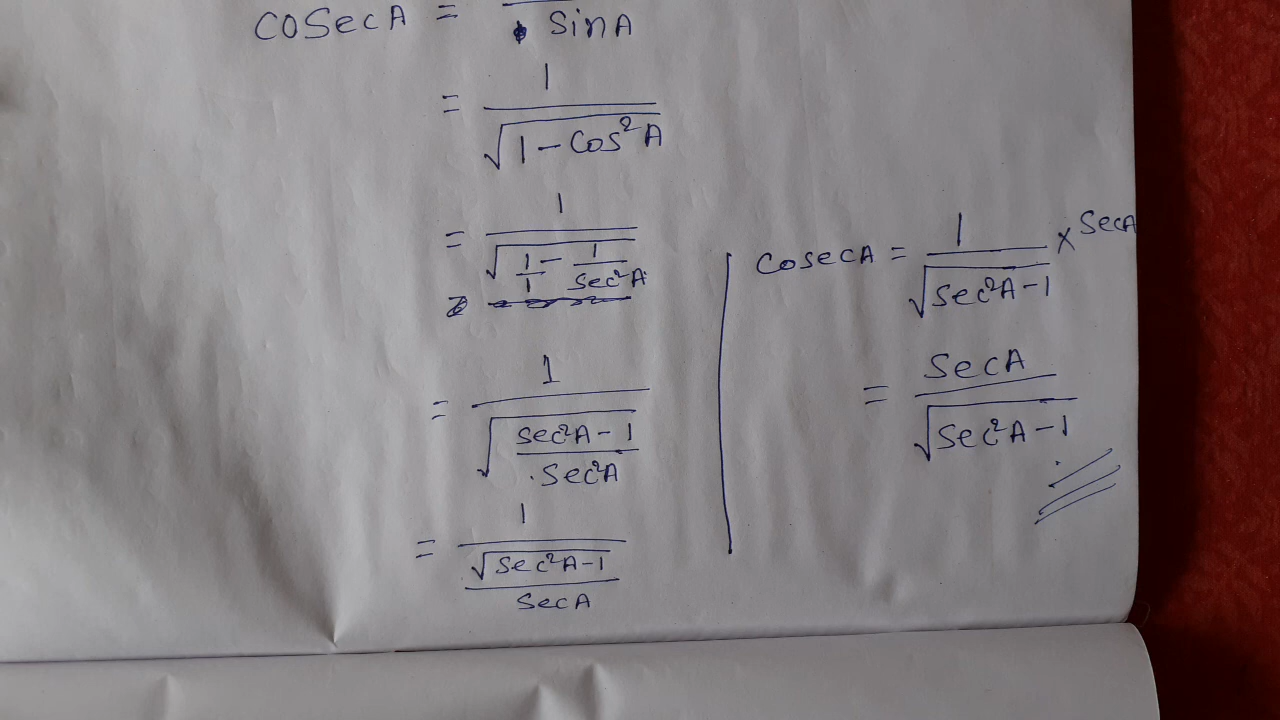 COSecA = / SinA
= 1 / √(1 - Cos²A)
= 1 / √(1/1 - 1/Sec²A)
= 1 / √((Sec²A - 1) / Sec²A)
= 1 / (√(Sec²A - 1) / SecA)
CosecA = 1 / √(Sec²A - 1) × SecA
= SecA / √(Sec²A - 1)